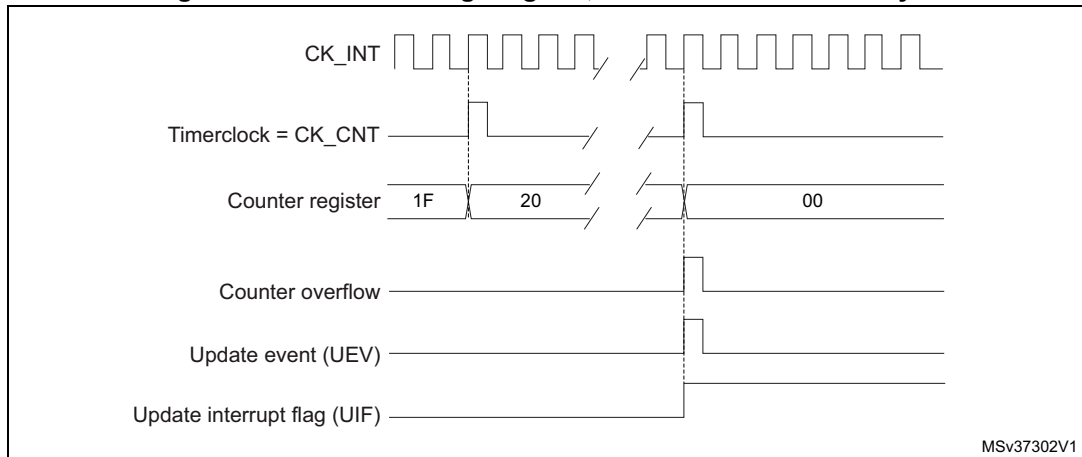 CK_INT
Timerclock = CK_CNT
Counter register 1F 20 00
Counter overflow
Update event (UEV)
Update interrupt flag (UIF)
MSv37302V1